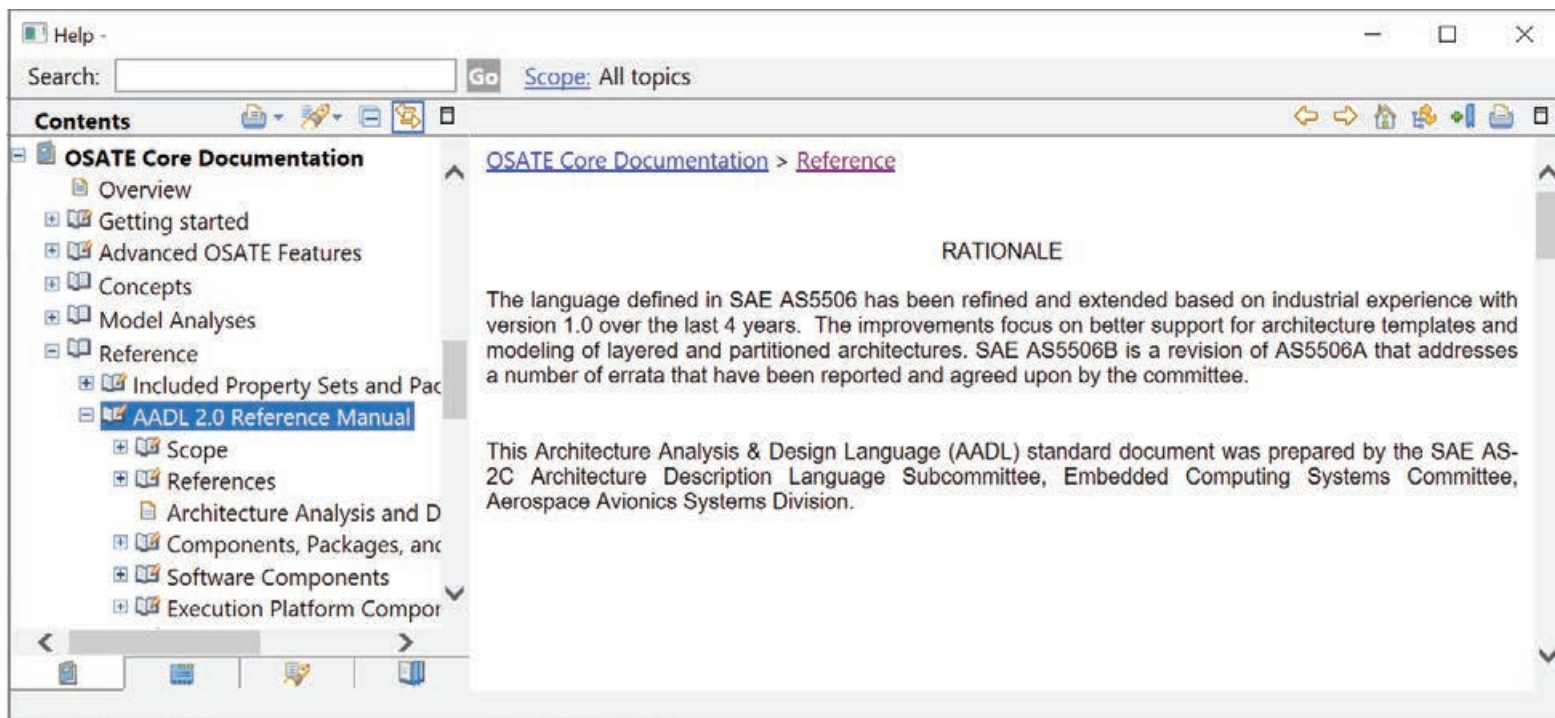 Help -
Search:
Go
Scope: All topics
Contents
OSATE Core Documentation
Overview
Getting started
Advanced OSATE Features
Concepts
Model Analyses
Reference
Included Property Sets and Pac
AADL 2.0 Reference Manual
Scope
References
Architecture Analysis and D
Components, Packages, and
Software Components
Execution Platform Compor
OSATE Core Documentation > Reference
RATIONALE
The language defined in SAE AS5506 has been refined and extended based on industrial experience with
version 1.0 over the last 4 years. The improvements focus on better support for architecture templates and
modeling of layered and partitioned architectures. SAE AS5506B is a revision of AS5506A that addresses
a number of errata that have been reported and agreed upon by the committee.
This Architecture Analysis & Design Language (AADL) standard document was prepared by the SAE AS-
2C Architecture Description Language Subcommittee, Embedded Computing Systems Committee,
Aerospace Avionics Systems Division.